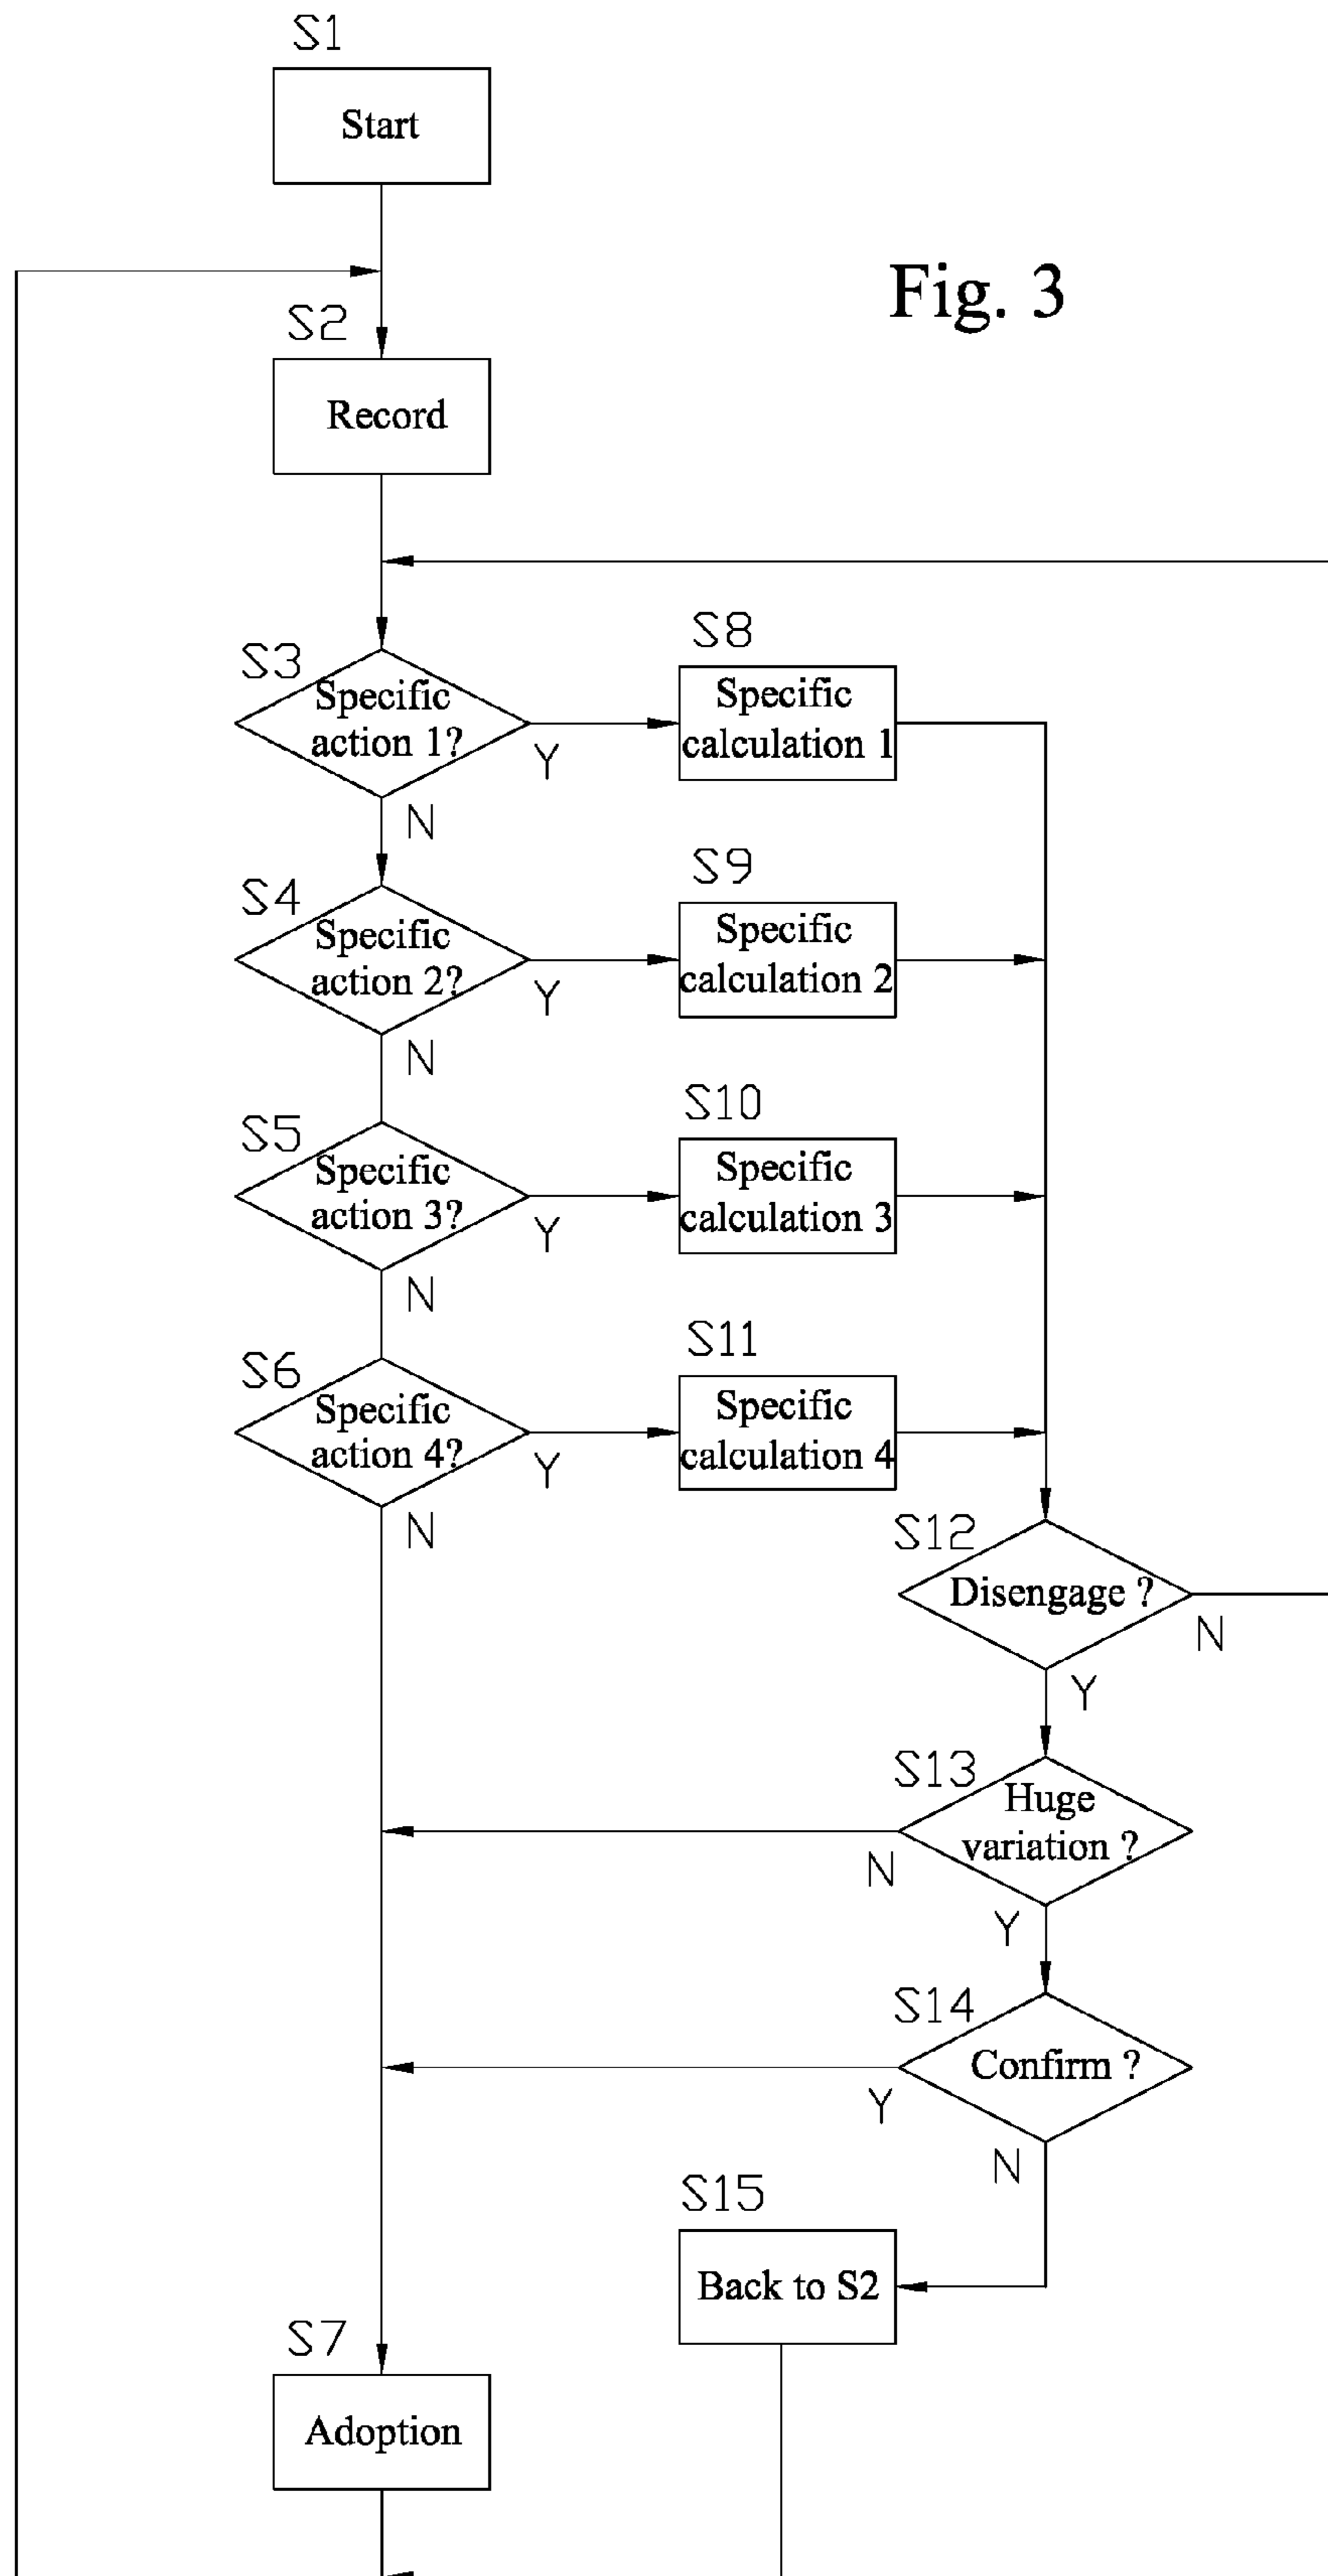 S1
Start
Fig. 3
S2
Record
S3
Specific
action 1?
Y
N
S8
Specific
calculation 1
S4
Specific
action 2?
Y
N
S9
Specific
calculation 2
S5
Specific
action 3?
Y
N
S10
Specific
calculation 3
S6
Specific
action 4?
Y
N
S11
Specific
calculation 4
S12
Disengage ?
N
Y
S13
Huge
variation ?
N
Y
S14
Confirm ?
Y
N
S15
Back to S2
S7
Adoption